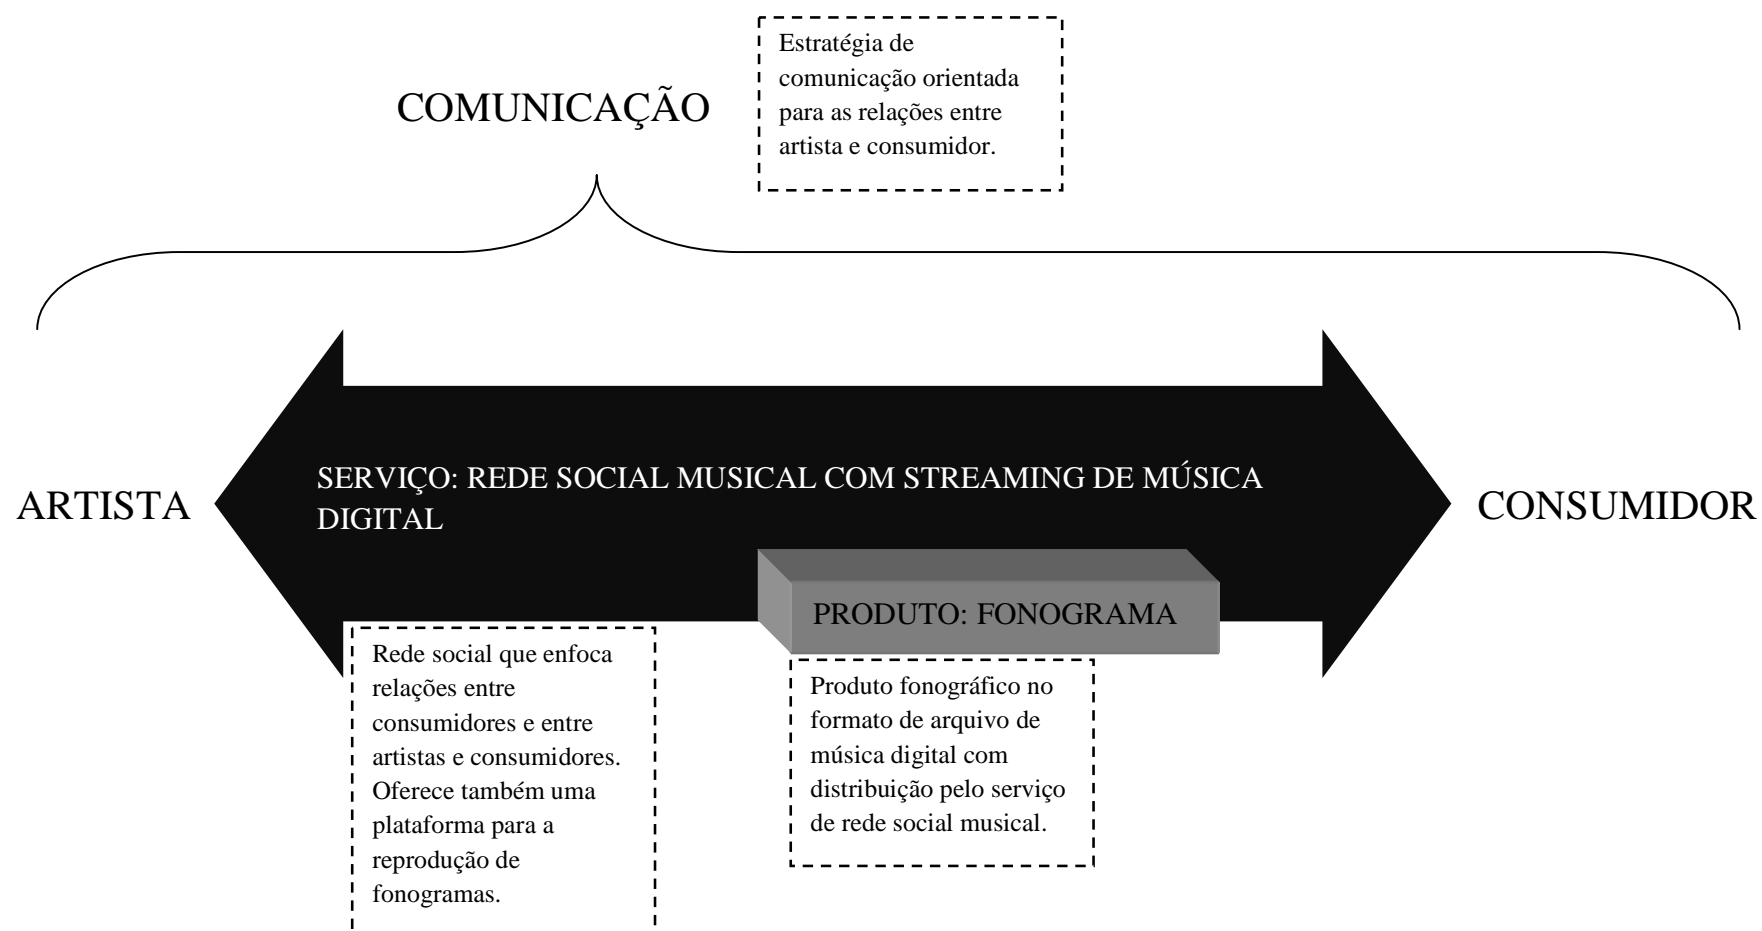 COMUNICAÇÃO
Estratégia de
comunicação orientada
para as relações entre
artista e consumidor.
ARTISTA
SERVIÇO: REDE SOCIAL MUSICAL COM STREAMING DE MÚSICA
DIGITAL
CONSUMIDOR
PRODUTO: FONOGRAMA
Rede social que enfoca
relações entre
consumidores e entre
artistas e consumidores.
Oferece também uma
plataforma para a
reprodução de
fonogramas.
Produto fonográfico no
formato de arquivo de
música digital com
distribuição pelo serviço
de rede social musical.